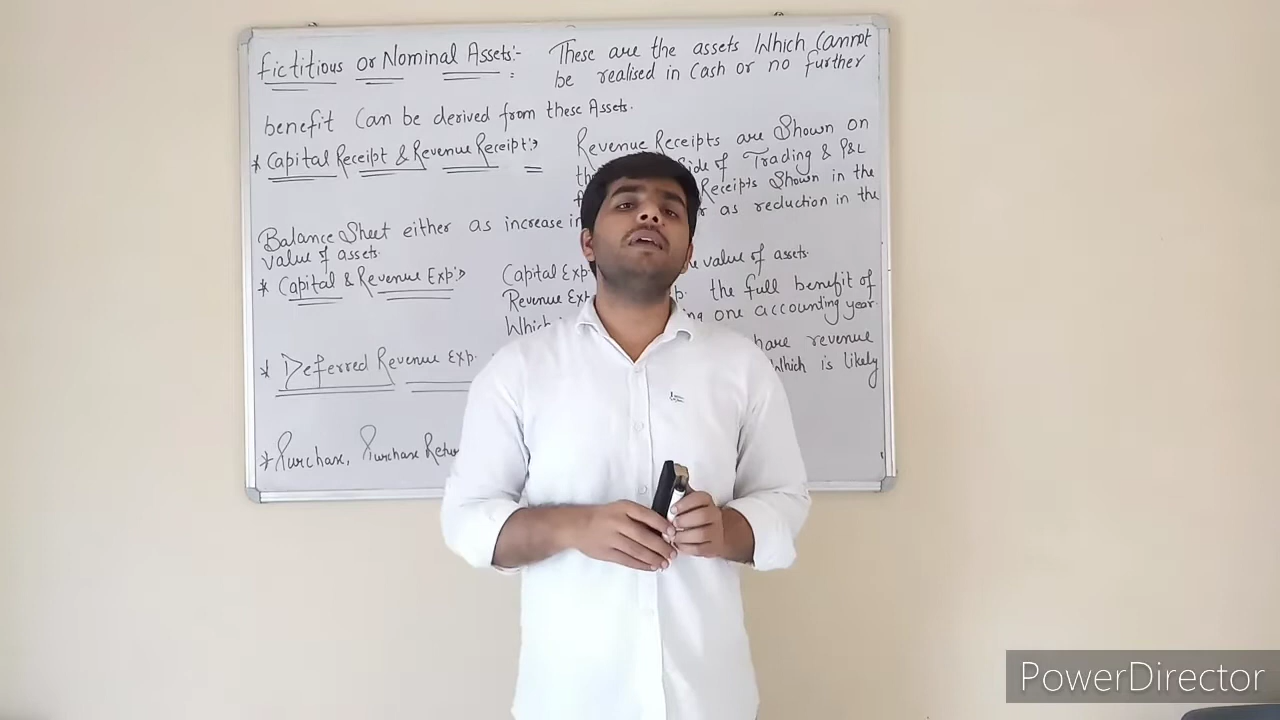 Fictitious or Nominal Assets:- These are the assets Which Cannot
be realised in Cash or no further
benefit Can be derived from these Assets.
* Capital Receipt & Revenue Receipt:- Revenue Receipts are Shown on
Side of Trading & P&L
Receipts Shown in the
Balance Sheet either as increase in as reduction in the
value of assets.
* Capital & Revenue Exp:- Capital Exp value of assets.
Revenue Exp the full benefit of
Which one accounting year.
* Deferred Revenue Exp. revenue
Which is likely
* Purchase, Purchase
PowerDirector